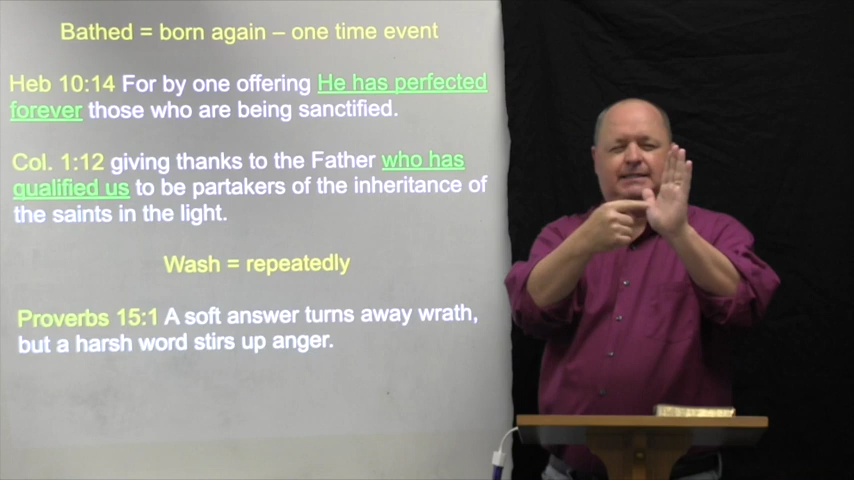 Bathed = born again – one time event
Heb 10:14 For by one offering He has perfected
forever those who are being sanctified.
Col. 1:12 giving thanks to the Father who has
qualified us to be partakers of the inheritance of
the saints in the light.
Wash = repeatedly
Proverbs 15:1 A soft answer turns away wrath,
but a harsh word stirs up anger.